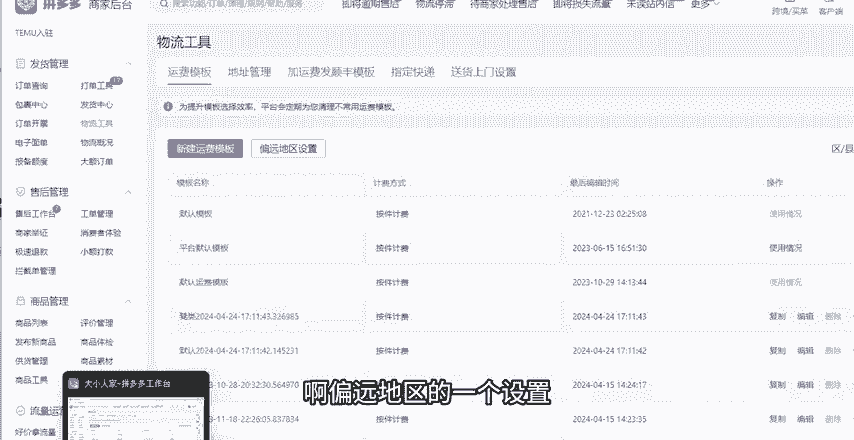 拼多多 商家后台
搜索功能/订单/课程/规则/帮助/服务
即将逾期售后 物流停滞 待商家处理售后 即将损失流量 未读站内信 更多
跨境/买菜 客户端
TEMU入驻
物流工具
发货管理
运费模板 地址管理 加运费发顺丰模板 指定快递 送货上门设置
订单查询 打单工具
包裹中心 发货中心
为提升模板选择效率，平台会定期为您清理不常用运费模板。
订单开票 物流工具
电子面单 物流概况
新建运费模板 偏远地区设置
区/县
报备额度 大额订单
模板名称 计费方式 最后编辑时间 操作
售后管理
售后工作台 工单管理
默认模板 按件计费 2021-12-23 02:25:08 使用情况
商家举证 消费者体验
平台默认模板 按件计费 2023-06-15 16:51:30 使用情况
极速退款 小额打款
拦截单管理
默认运费模板 按件计费 2023-10-29 14:13:44 使用情况
商品管理
商品列表 评价管理
2024-04-24-17:11:43.326985 按件计费 2024-04-24 17:11:43 复制 编辑 删除
发布新商品 商品体检
默认2024-04-24-17:11:42.145231 按件计费 2024-04-24 17:11:42 复制 编辑 删除
供货管理 商品素材
商品工具
大小人家-拼多多工作台
-10-28-20:32:30.564970 按件计费 2024-04-15 14:24:17 复制 编辑 删除
啊偏远地区的一个设置
流量运营
-11-18-22:26:05.837834 按件计费 2024-04-15 14:23:35 复制 编辑 删除
好价拿流量